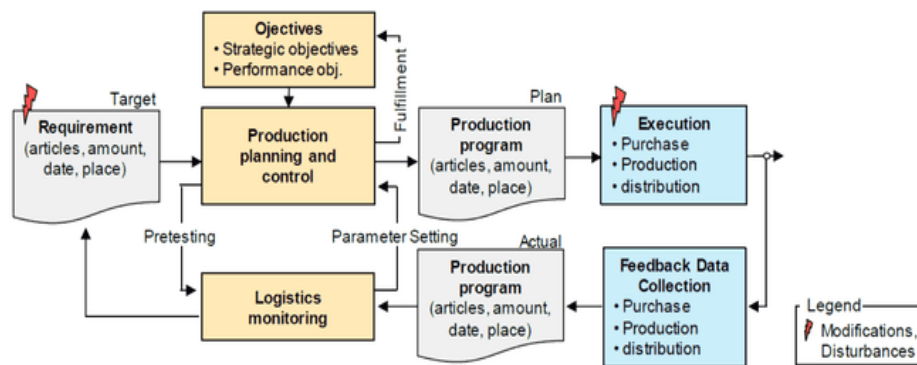 Ojectives
• Strategic objectives
• Performance obj.
Fulfillment
Target
Requirement
(articles, amount,
date, place)
Production
planning and
control
Plan
Production
program
(articles, amount,
date, place)
Execution
• Purchase
• Production
• distribution
Pretesting
Parameter Setting
Logistics
monitoring
Actual
Production
program
(articles, amount,
date, place)
Feedback Data
Collection
• Purchase
• Production
• distribution
Legend
Modifications,
Disturbances